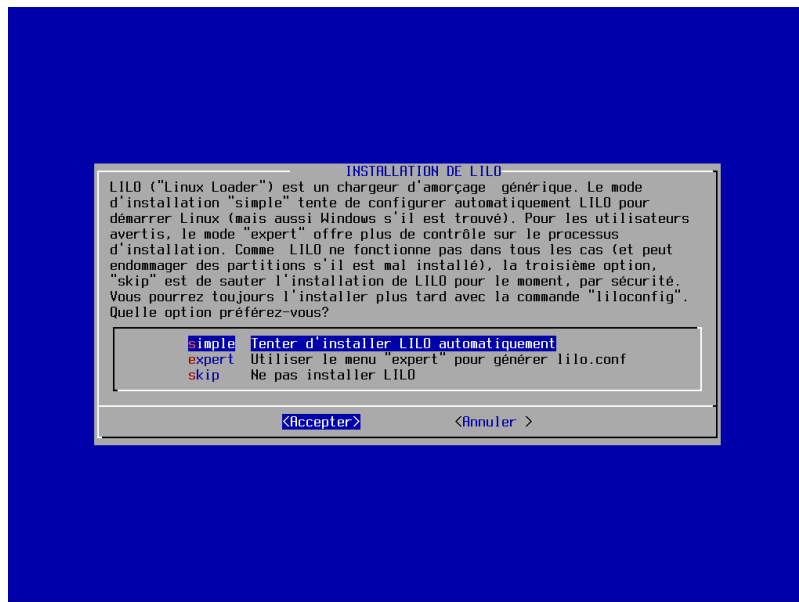 INSTALLATION DE LILO
LILO ("Linux Loader") est un chargeur d'amorçage  générique. Le mode
d'installation "simple" tente de configurer automatiquement LILO pour
démarrer Linux (mais aussi Windows s'il est trouvé). Pour les utilisateurs
avertis, le mode "expert" offre plus de contrôle sur le processus
d'installation. Comme  LILO ne fonctionne pas dans tous les cas (et peut
endommager des partitions s'il est mal installé), la troisième option,
"skip" est de sauter l'installation de LILO pour le moment, par sécurité.
Vous pourrez toujours l'installer plus tard avec la commande "liloconfig".
Quelle option préférez-vous?
simple  Tenter d'installer LILO automatiquement
expert  Utiliser le menu "expert" pour générer lilo.conf
skip  Ne pas installer LILO
<Accepter> <Annuler >